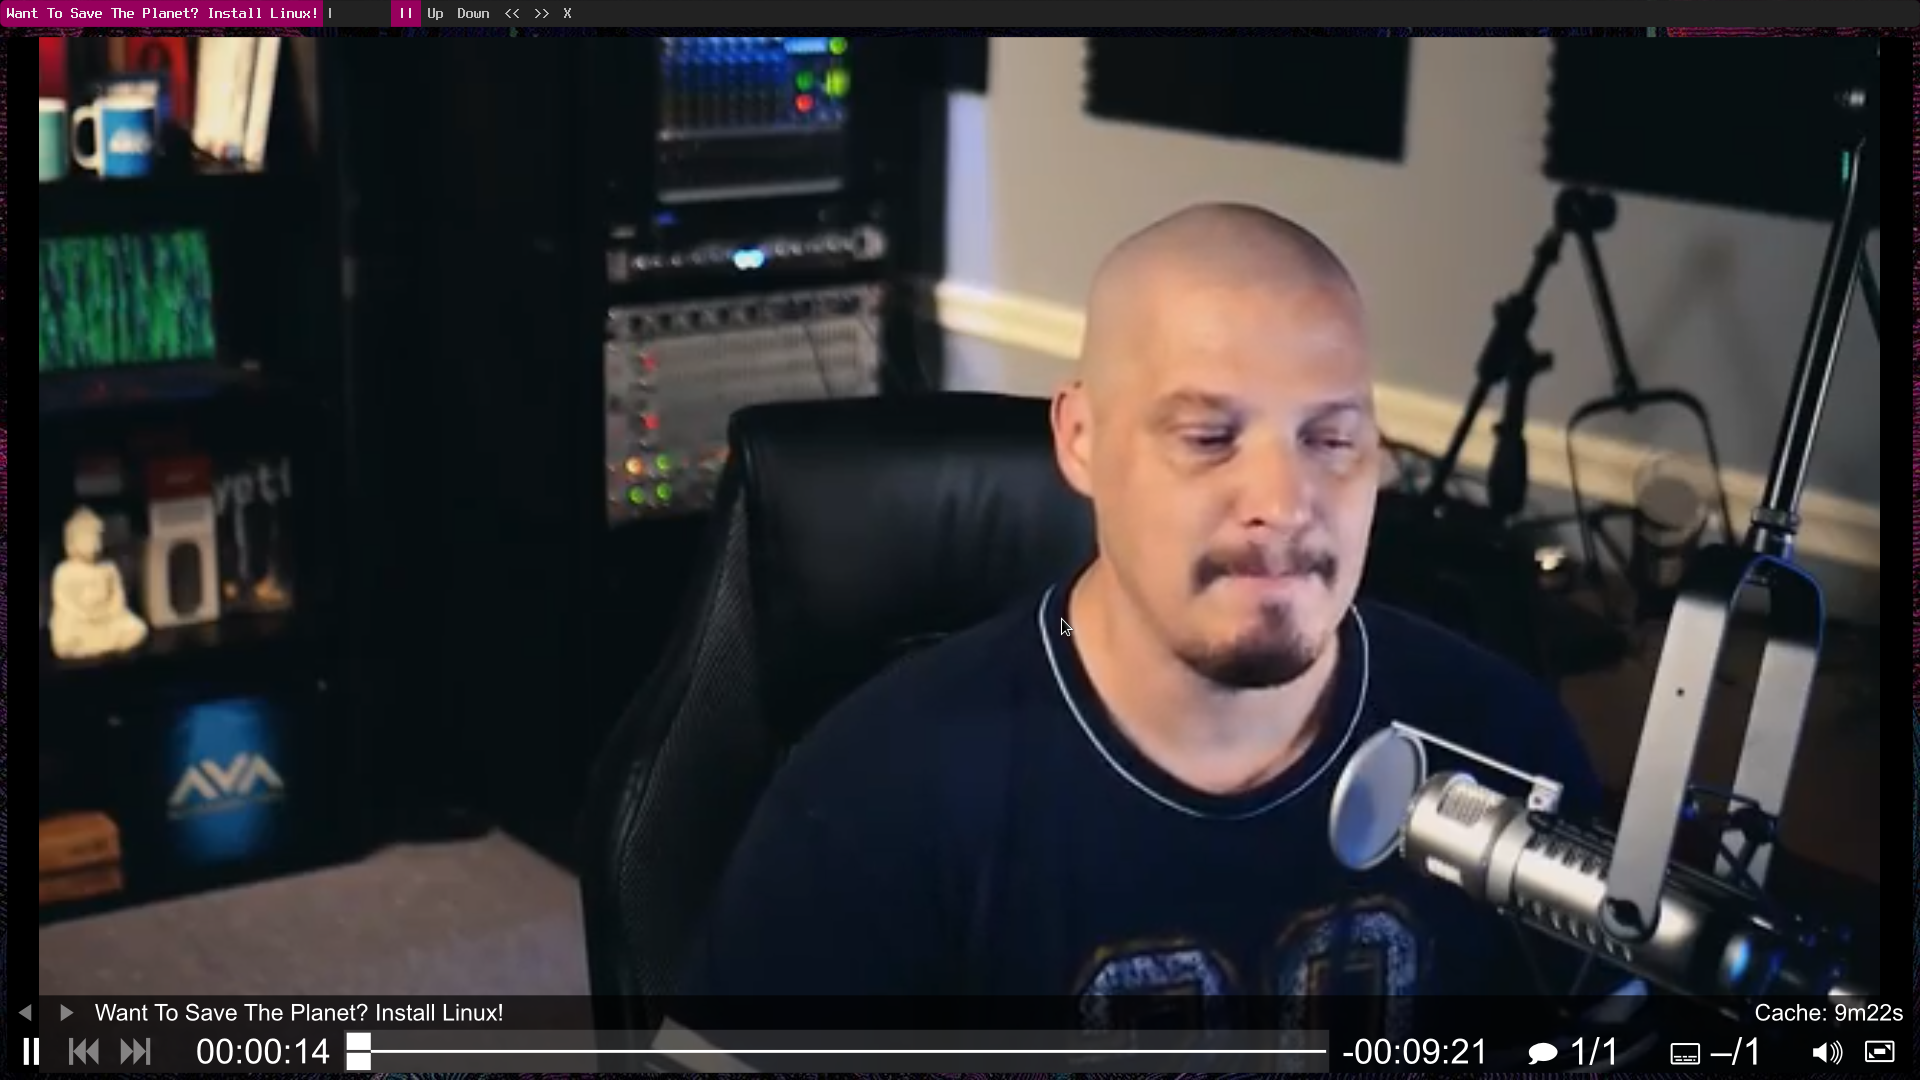 Want To Save The Planet? Install Linux! | || Up Down << >> X
yeti
AVA
Want To Save The Planet? Install Linux!
Cache: 9m22s
00:00:14
-00:09:21
1/1
–/1